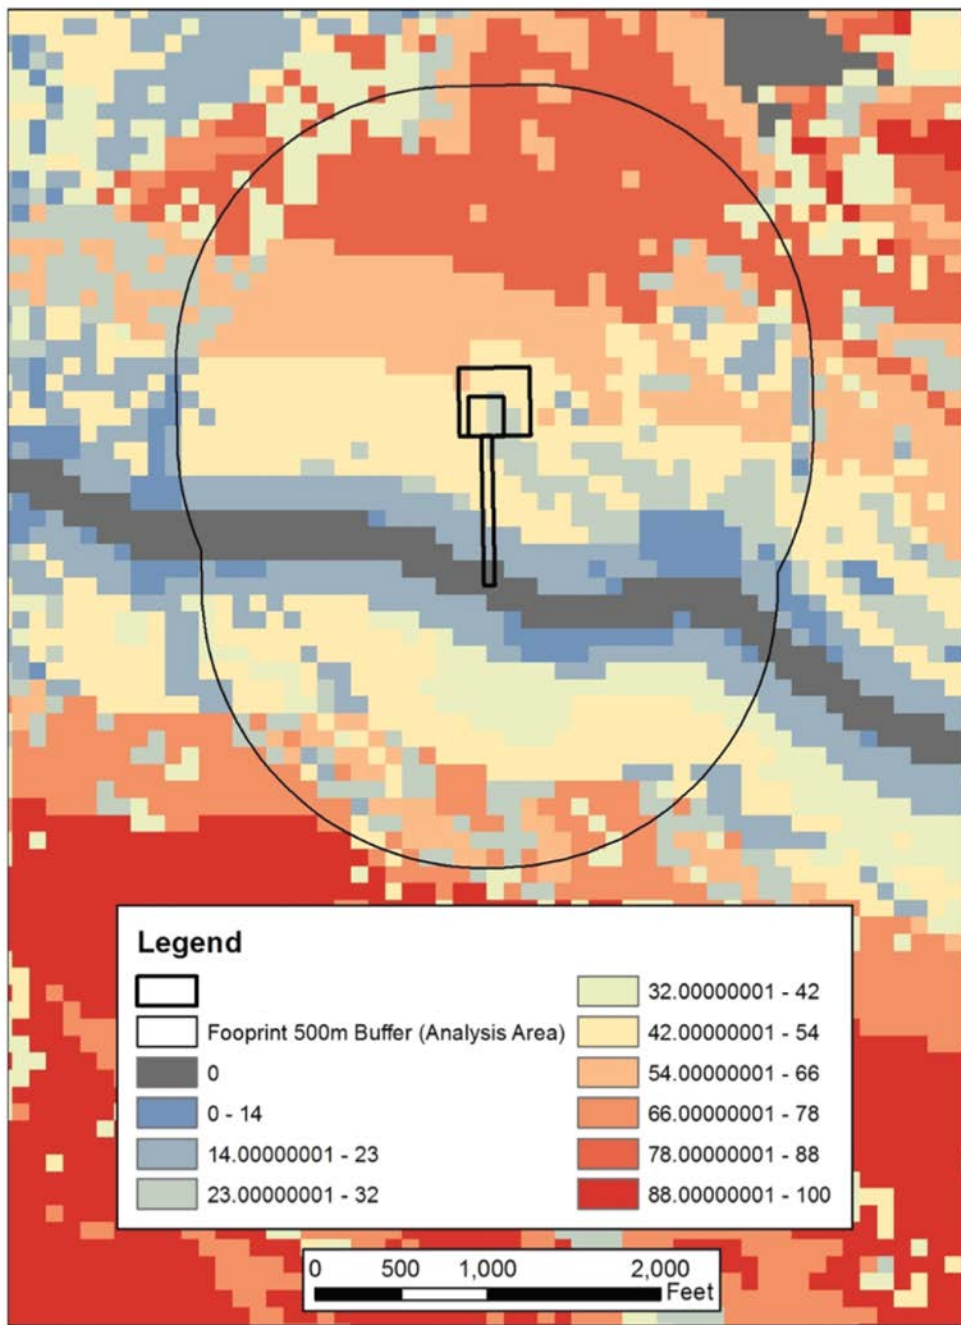 Legend
Fooprint 500m Buffer (Analysis Area)
0
0 - 14
14.00000001 - 23
23.00000001 - 32
32.00000001 - 42
42.00000001 - 54
54.00000001 - 66
66.00000001 - 78
78.00000001 - 88
88.00000001 - 100
0 500 1,000 2,000
Feet